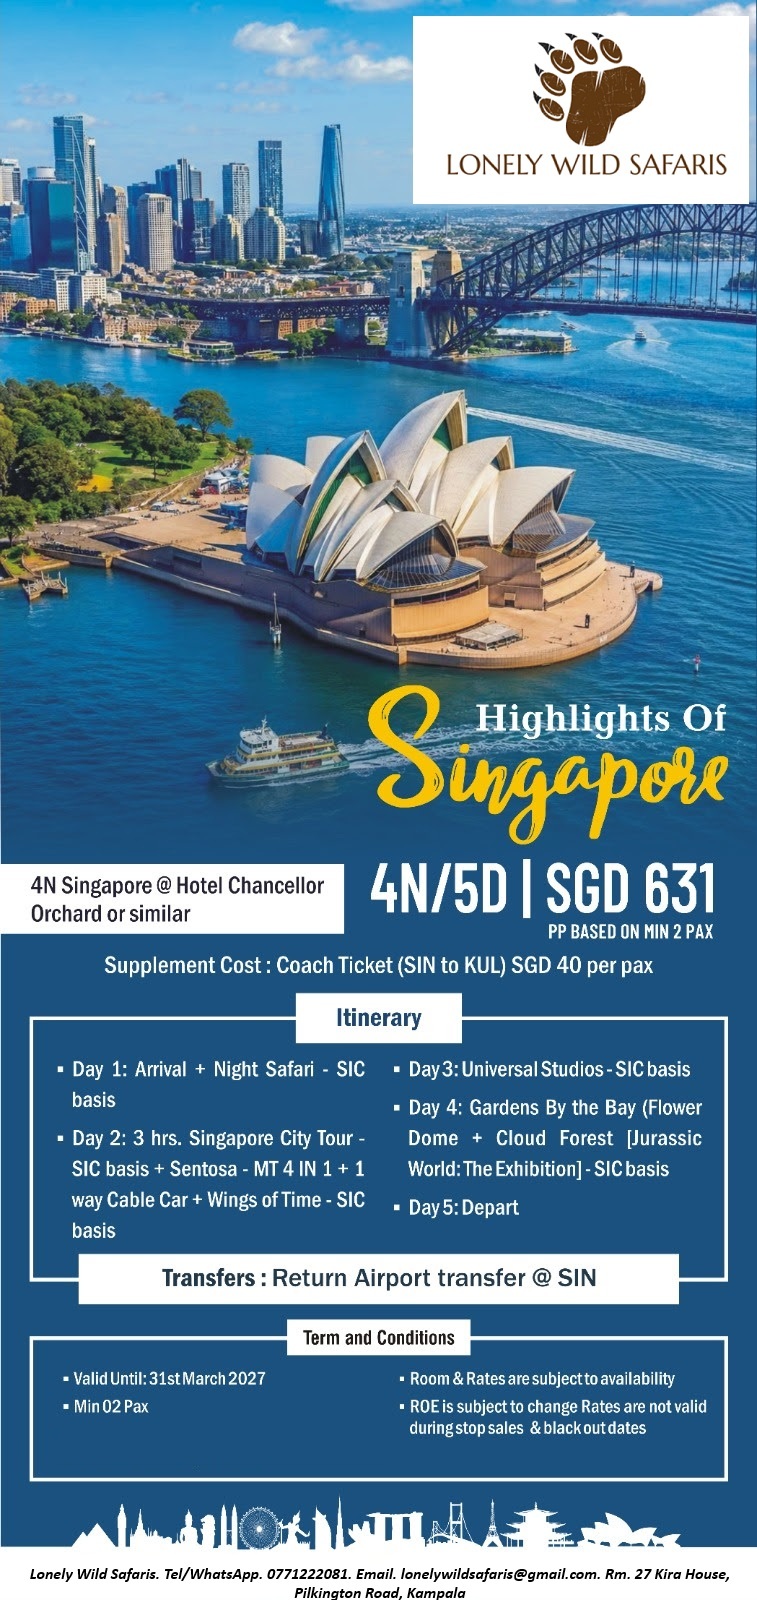 LONELY WILD SAFARIS
Highlights Of
Singapore
4N Singapore @ Hotel Chancellor
Orchard or similar
4N/5D | SGD 631
PP BASED ON MIN 2 PAX
Supplement Cost : Coach Ticket (SIN to KUL) SGD 40 per pax
Itinerary
▪ Day 1: Arrival + Night Safari - SIC
basis
▪ Day 2: 3 hrs. Singapore City Tour -
SIC basis + Sentosa - MT 4 IN 1 + 1
way Cable Car + Wings of Time - SIC
basis
▪ Day 3: Universal Studios - SIC basis
▪ Day 4: Gardens By the Bay (Flower
Dome + Cloud Forest [Jurassic
World: The Exhibition] - SIC basis
▪ Day 5: Depart
Transfers : Return Airport transfer @ SIN
Term and Conditions
▪ Valid Until: 31st March 2027
▪ Min 02 Pax
▪ Room & Rates are subject to availability
▪ ROE is subject to change Rates are not valid
during stop sales & black out dates
Lonely Wild Safaris. Tel/WhatsApp. 0771222081. Email. lonelywildsafaris@gmail.com. Rm. 27 Kira House,
Pilkington Road, Kampala